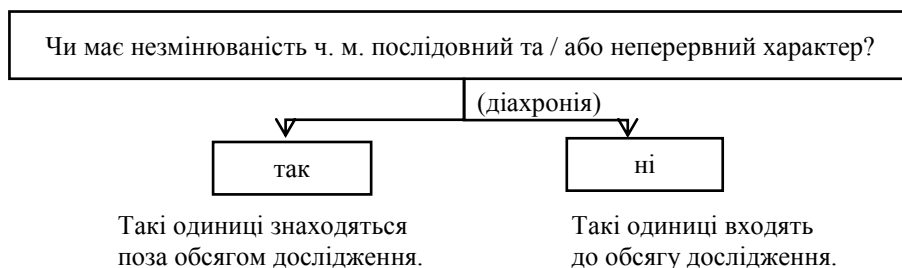 Чи має незмінюваність ч. м. послідовний та / або неперервний характер?
(діахронія)
так
ні
Такі одиниці знаходяться
поза обсягом дослідження.
Такі одиниці входять
до обсягу дослідження.